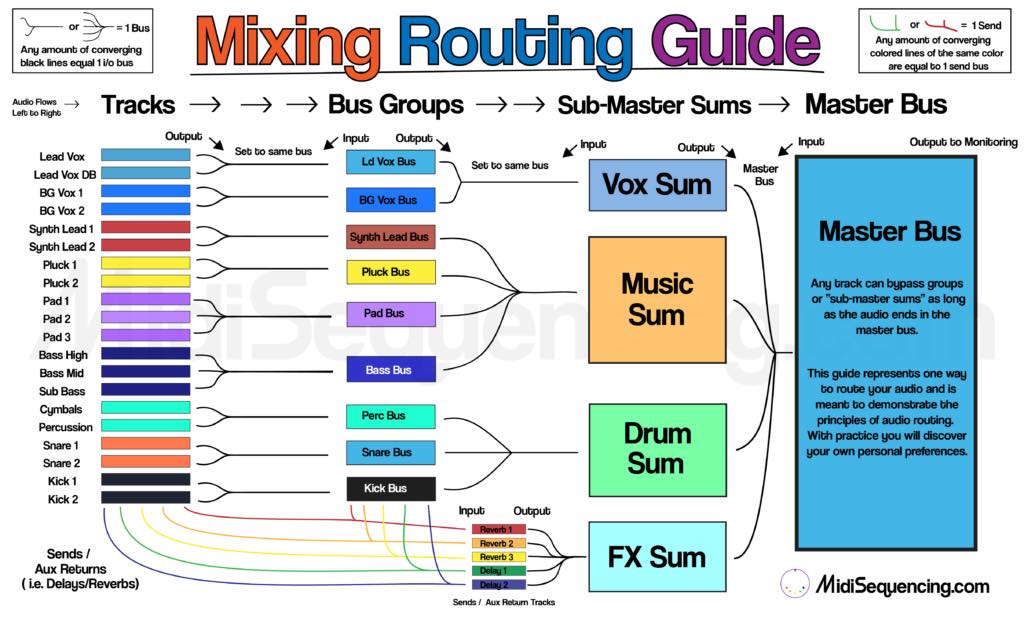 or = 1 Bus
Any amount of converging
black lines equal 1 i/o bus
Mixing Routing Guide
or = 1 Send
Any amount of converging
colored lines of the same color
are equal to 1 send bus
Audio Flows
Left to Right
Tracks
Bus Groups
Sub-Master Sums
Master Bus
Output
Set to same bus
Input
Output
Set to same bus
Input
Output
Master
Bus
Input
Output to Monitoring
Lead Vox
Lead Vox DB
BG Vox 1
BG Vox 2
Synth Lead 1
Synth Lead 2
Pluck 1
Pluck 2
Pad 1
Pad 2
Pad 3
Bass High
Bass Mid
Sub Bass
Cymbals
Percussion
Snare 1
Snare 2
Kick 1
Kick 2
Ld Vox Bus
BG Vox Bus
Synth Lead Bus
Pluck Bus
Pad Bus
Bass Bus
Perc Bus
Snare Bus
Kick Bus
Vox Sum
Music
Sum
Drum
Sum
FX Sum
Master Bus
Any track can bypass groups
or "sub-master sums" as long
as the audio ends in the
master bus.
This guide represents one way
to route your audio and is
meant to demonstrate the
principles of audio routing.
With practice you will discover
your own personal preferences.
Sends /
Aux Returns
( i.e. Delays/Reverbs)
Input
Output
Reverb 1
Reverb 2
Reverb 3
Delay 1
Delay 2
Sends / Aux Return Tracks
MidiSequencing.com
MidiSequencing.com